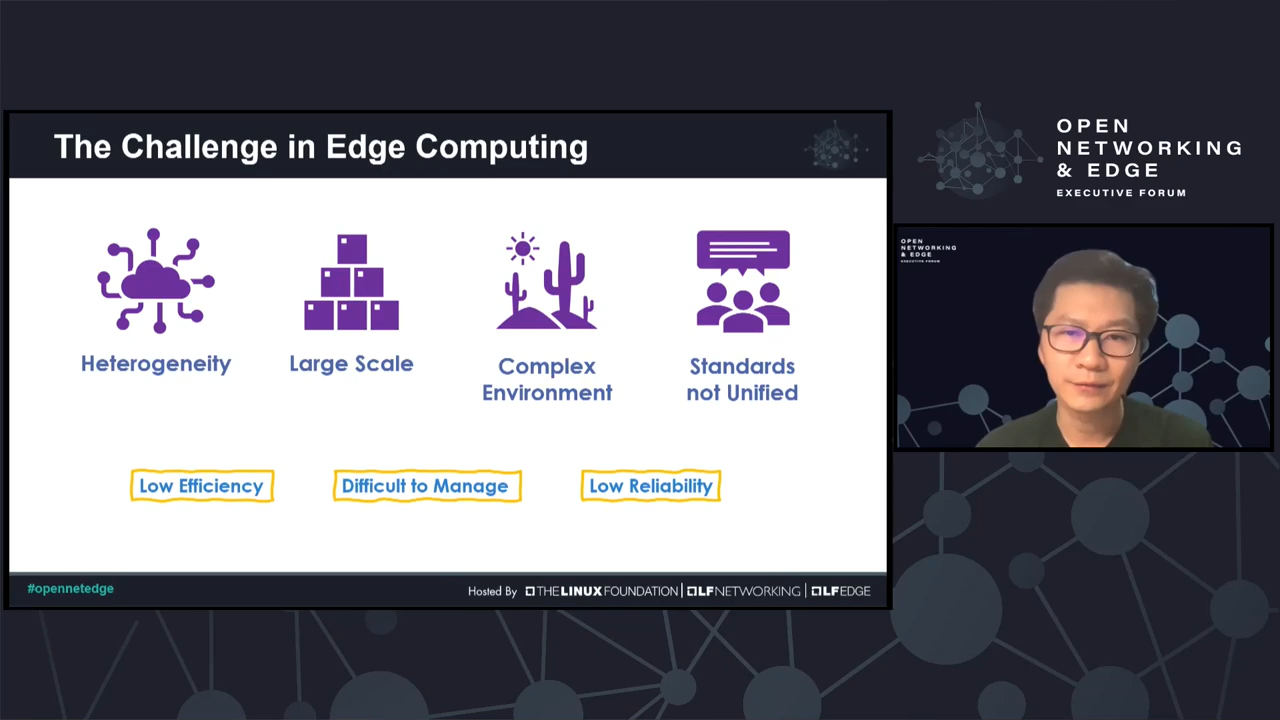 The Challenge in Edge Computing
Heterogeneity
Large Scale
Complex
Environment
Standards
not Unified
Low Efficiency
Difficult to Manage
Low Reliability
#opennetedge
Hosted By THE LINUX FOUNDATION | LF NETWORKING | LF EDGE
OPEN
NETWORKING
& EDGE
EXECUTIVE FORUM
OPEN
NETWORKING
& EDGE
EXECUTIVE FORUM